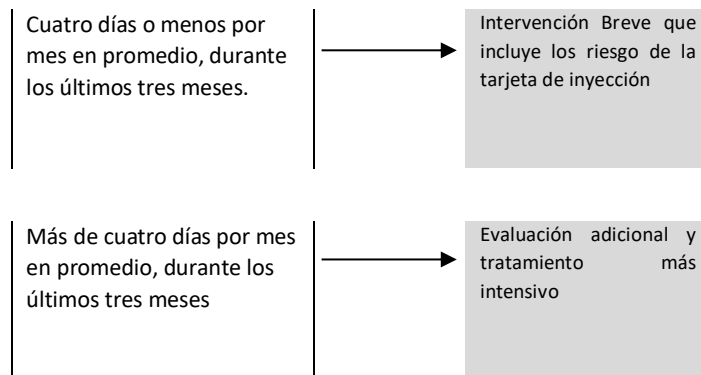 Cuatro días o menos por
mes en promedio, durante
los últimos tres meses.
Intervención Breve que
incluye los riesgo de la
tarjeta de inyección
Más de cuatro días por mes
en promedio, durante los
últimos tres meses
Evaluación adicional y
tratamiento más
intensivo